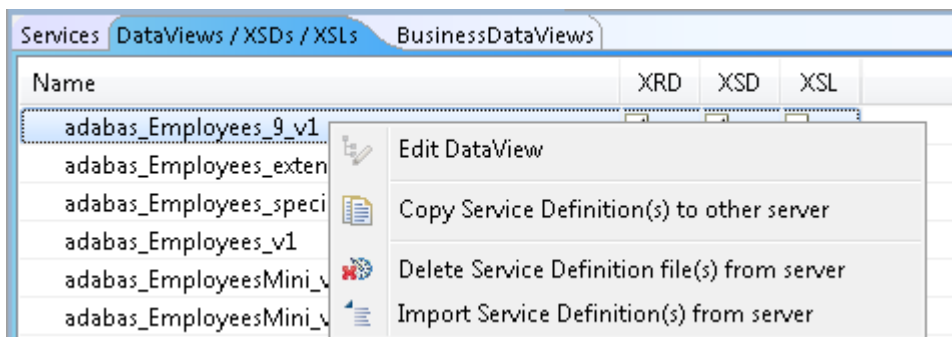 Services DataViews / XSDs / XSLs BusinessDataViews
Name XRD XSD XSL
adabas_Employees_9_v1
Edit DataView
adabas_Employees_exten
adabas_Employees_speci
Copy Service Definition(s) to other server
adabas_Employees_v1
adabas_EmployeesMini_v
Delete Service Definition file(s) from server
adabas_EmployeesMini_v
Import Service Definition(s) from server